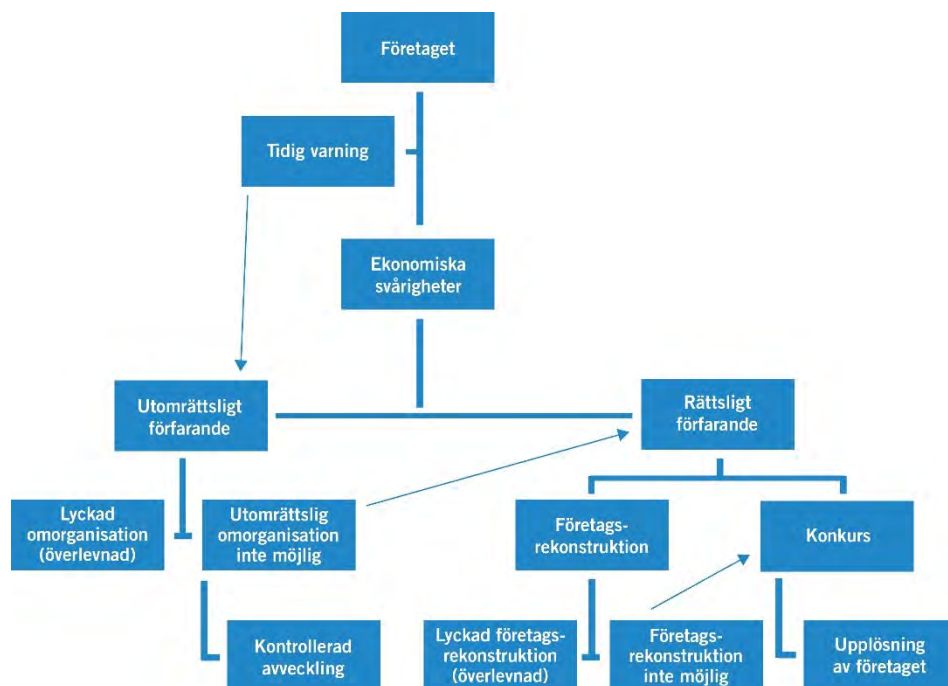 Företaget
Tidig varning
Ekonomiska
svårigheter
Utomrättsligt
förfarande
Rättsligt
förfarande
Lyckad
omorganisation
(överlevnad)
Utomrättslig
omorganisation
inte möjlig
Företags-
rekonstruktion
Konkurs
Kontrollerad
avveckling
Lyckad företags-
rekonstruktion
(överlevnad)
Företags-
rekonstruktion
inte möjlig
Upplösning
av företaget